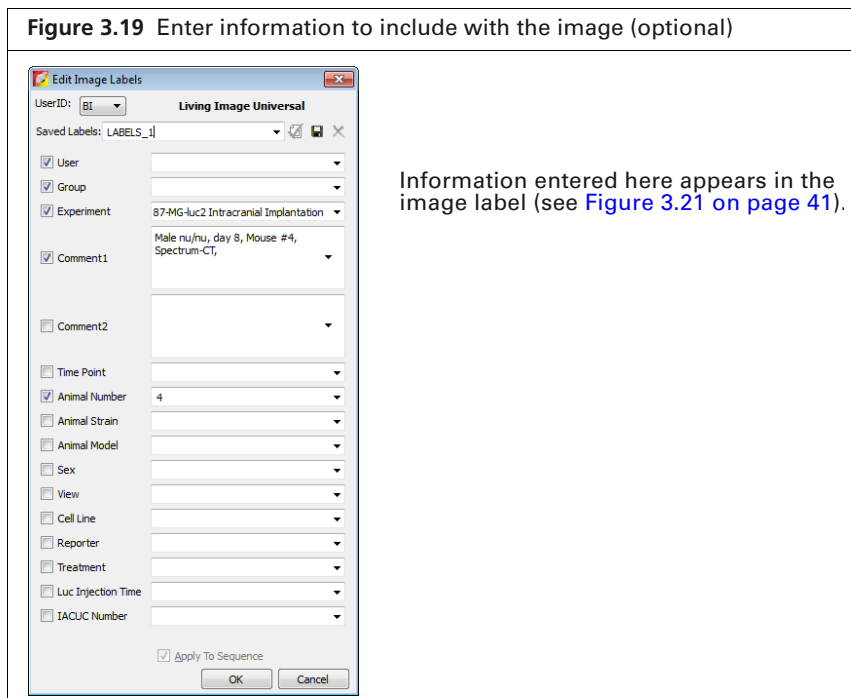 Figure 3.19 Enter information to include with the image (optional)
Edit Image Labels
UserID: BI Living Image Universal
Saved Labels: LABELS_1
User
Group
Experiment 87-MG-luc2 Intracranial Implantation
Comment1 Male nu/nu, day 8, Mouse #4,
Spectrum-CT,
Comment2
Time Point
Animal Number 4
Animal Strain
Animal Model
Sex
View
Cell Line
Reporter
Treatment
Luc Injection Time
IACUC Number
Apply To Sequence
OK Cancel
Information entered here appears in the
image label (see Figure 3.21 on page 41).